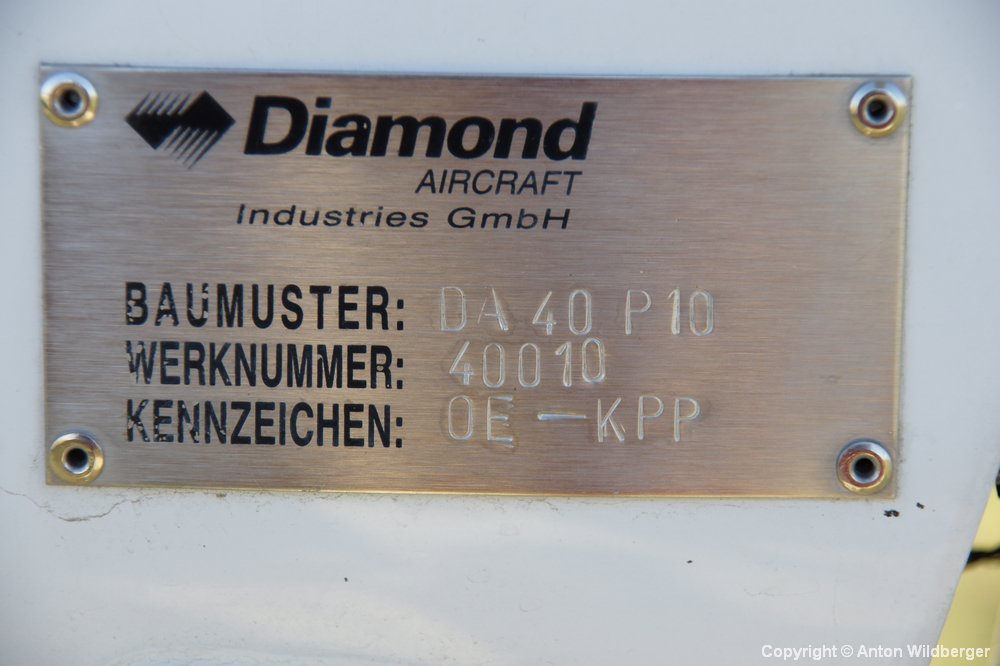 Diamond
AIRCRAFT
Industries GmbH
BAUMUSTER: DA 40 P10
WERKNUMMER: 40010
KENNZEICHEN: OE-KPP
Copyright © Anton Wildberger